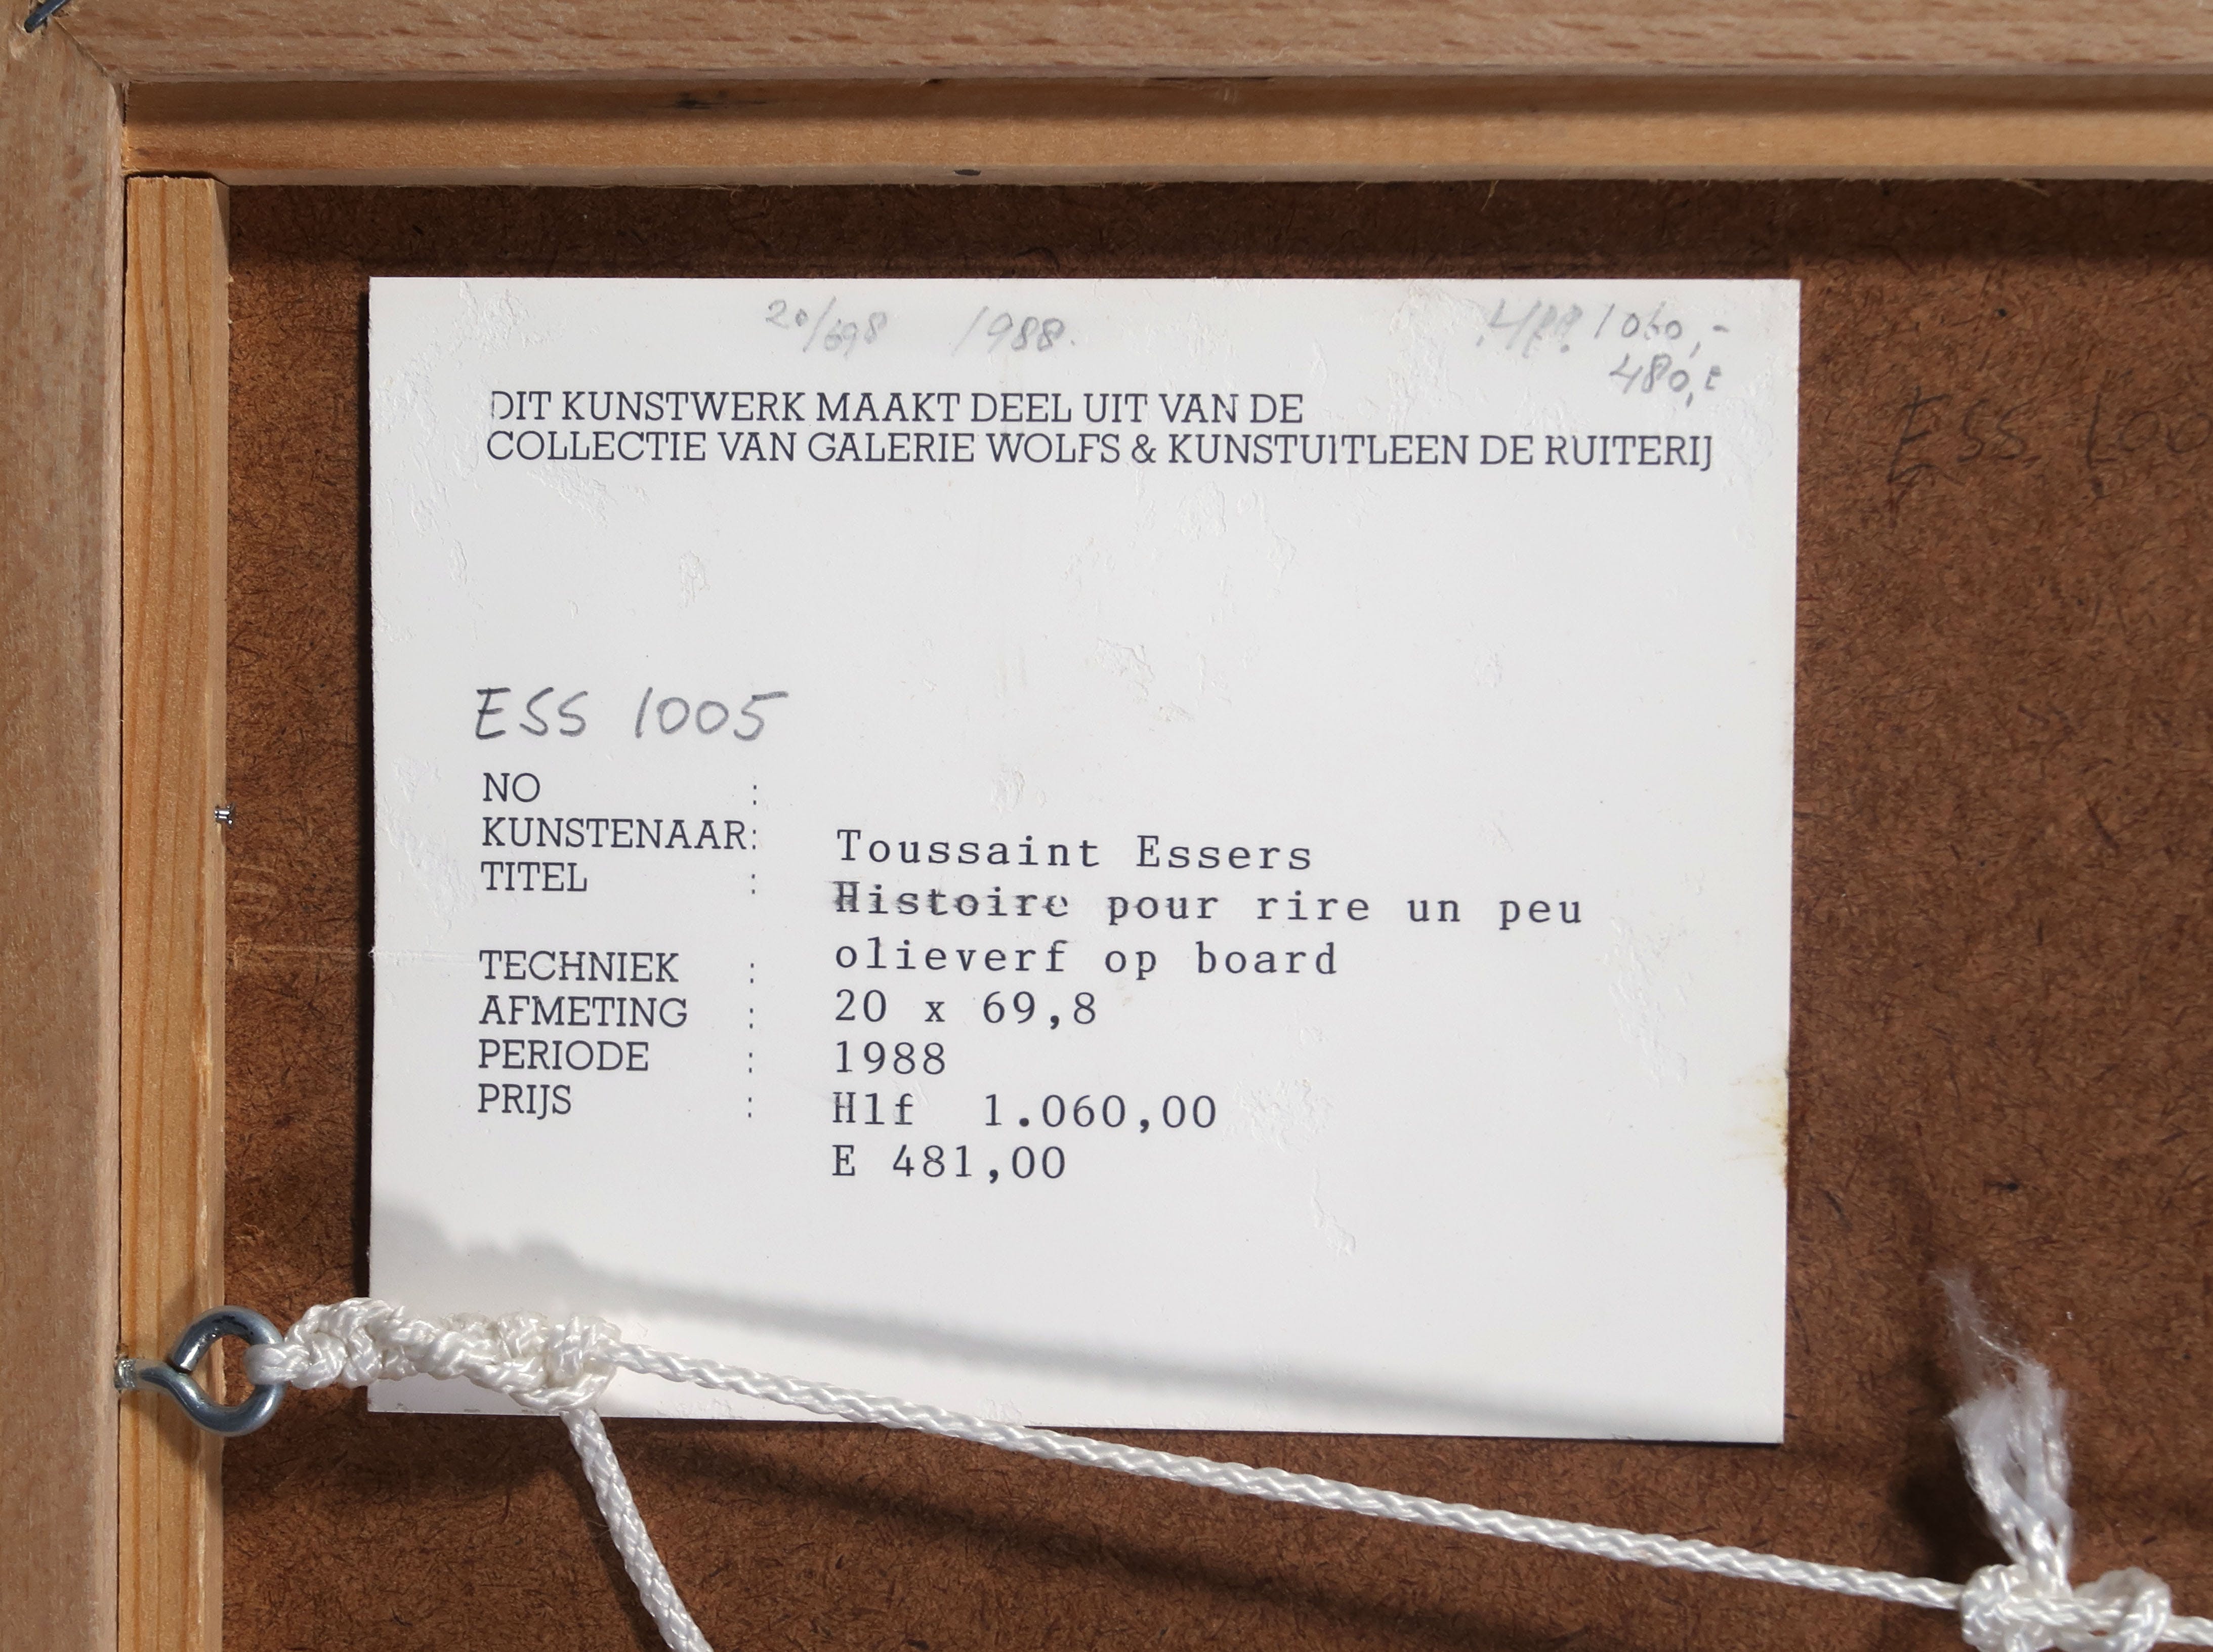 20/698 1988.
1060,-
480,-
DIT KUNSTWERK MAAKT DEEL UIT VAN DE
COLLECTIE VAN GALERIE WOLFS & KUNSTUITLEEN DE RUITERIJ
ESS 100
ESS 1005
NO :
KUNSTENAAR: Toussaint Essers
TITEL : Histoire pour rire un peu
TECHNIEK : olieverf op board
AFMETING : 20 x 69,8
PERIODE : 1988
PRIJS : Hlf 1.060,00
E 481,00